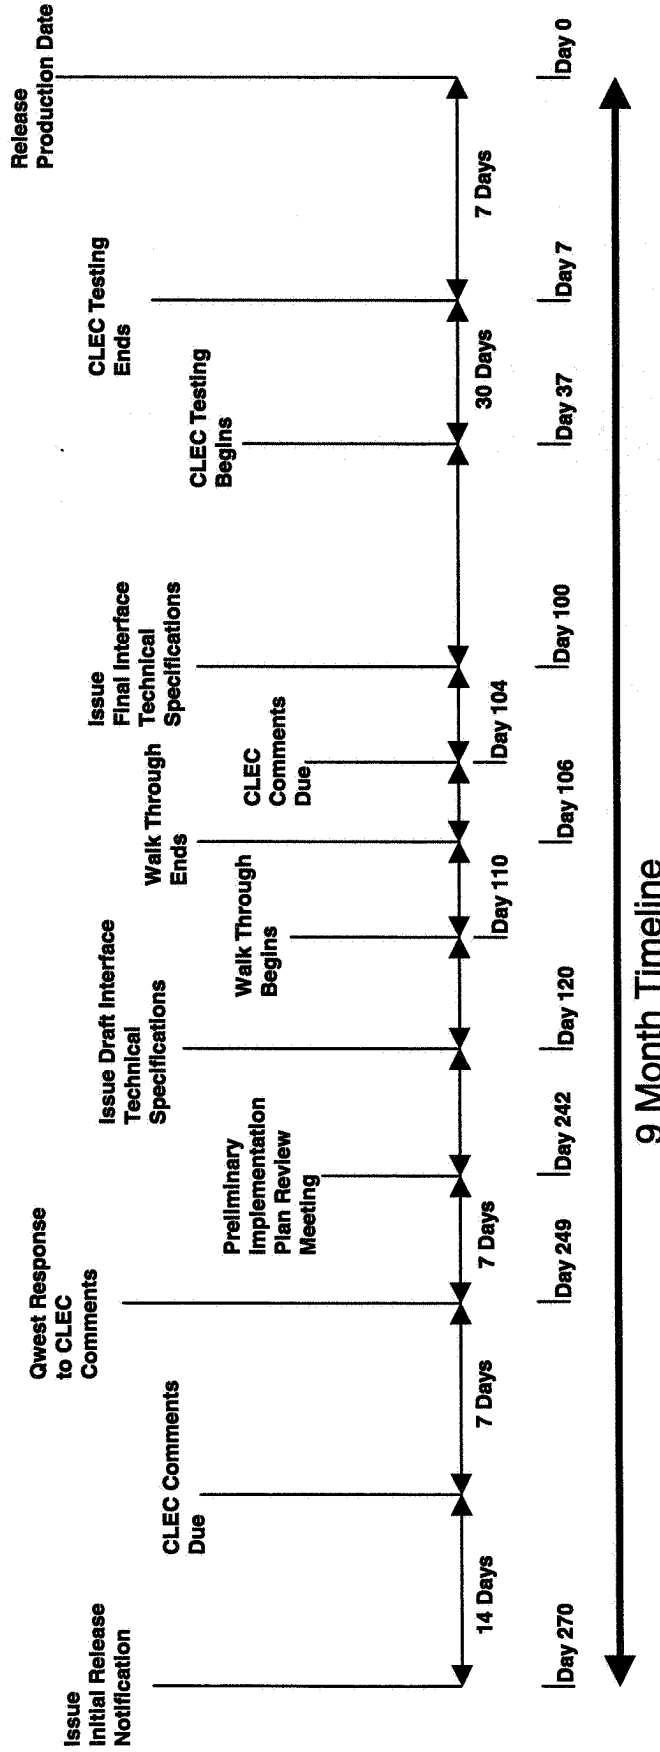 Issue
Initial Release
Notification
CLEC Comments
Due
Qwest Response
to CLEC
Comments
Preliminary
Implementation
Plan Review
Meeting
Issue Draft Interface
Technical
Specifications
Walk Through
Begins
Walk Through
Ends
CLEC
Comments
Due
Issue
Final Interface
Technical
Specifications
CLEC Testing
Begins
CLEC Testing
Ends
Release
Production Date
14 Days
7 Days
7 Days
30 Days
7 Days
Day 270
Day 249
Day 242
Day 120
Day 110
Day 106
Day 104
Day 100
Day 37
Day 7
Day 0
9 Month Timeline